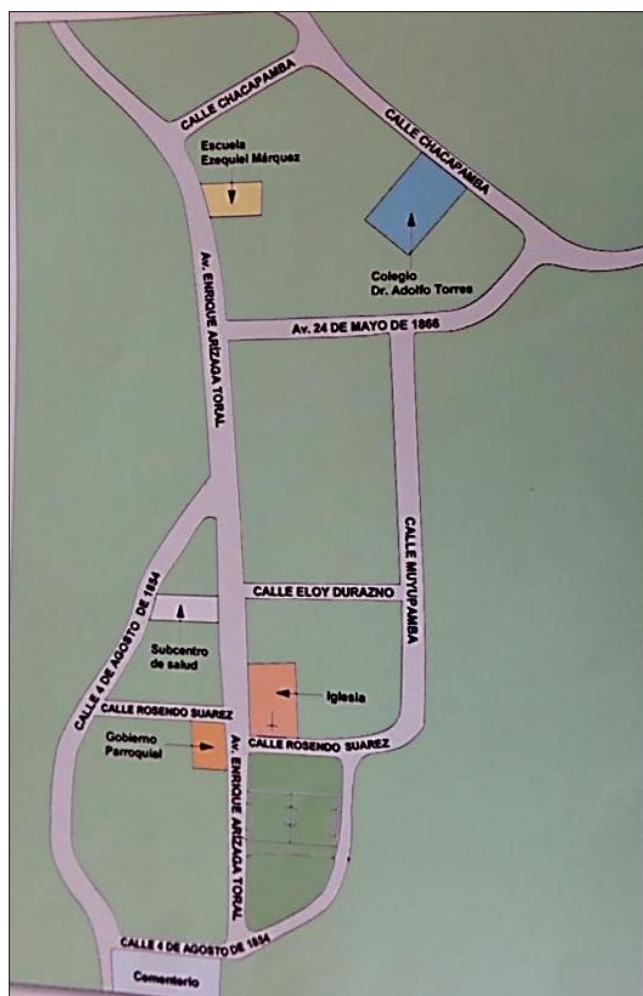 CALLE CHACAPAMBA
CALLE CHACAPAMBA
Escuela
Ezequiel Márquez
Colegio
Dr. Adolfo Torres
Av. ENRIQUE ARÍZAGA TORAL
Av. 24 DE MAYO DE 1866
CALLE MUYUPAMBA
CALLE ELOY DURAZNO
CALLE 4 DE AGOSTO DE 1854
Subcentro
de salud
Iglesia
CALLE ROSENDO SUAREZ
Gobierno
Parroquial
CALLE ROSENDO SUAREZ
Av. ENRIQUE ARÍZAGA TORAL
CALLE 4 DE AGOSTO DE 1854
Cementerio